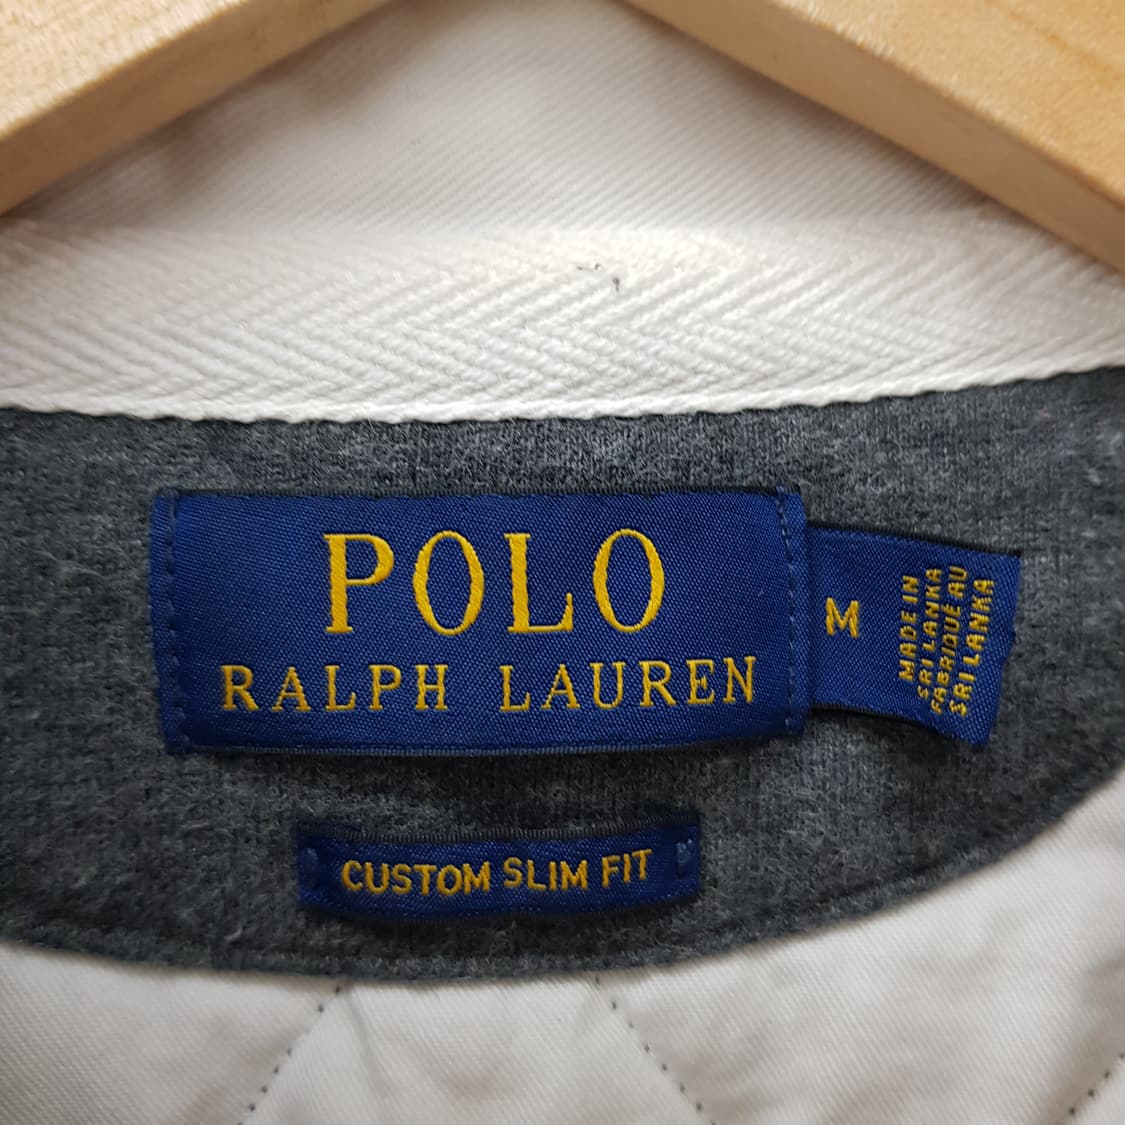 POLO
RALPH LAUREN
M
MADE IN
SRI LANKA
FABRIQUÉ AU
SRI LANKA
CUSTOM SLIM FIT